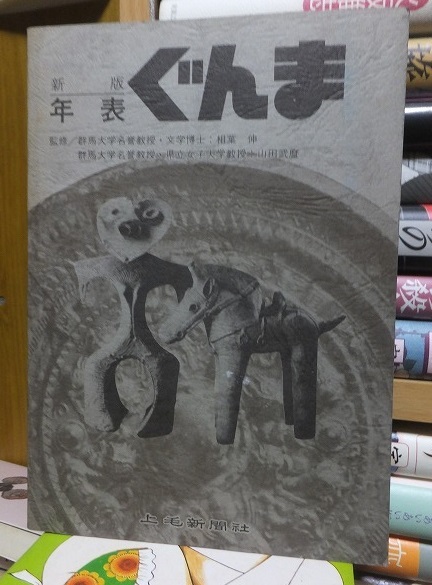 新版
年表
ぐんま
監修/群馬大学名誉教授・文学博士:相葉 伸
群馬大学名誉教授・県立女子大学教授:山田武麿
上毛新聞社